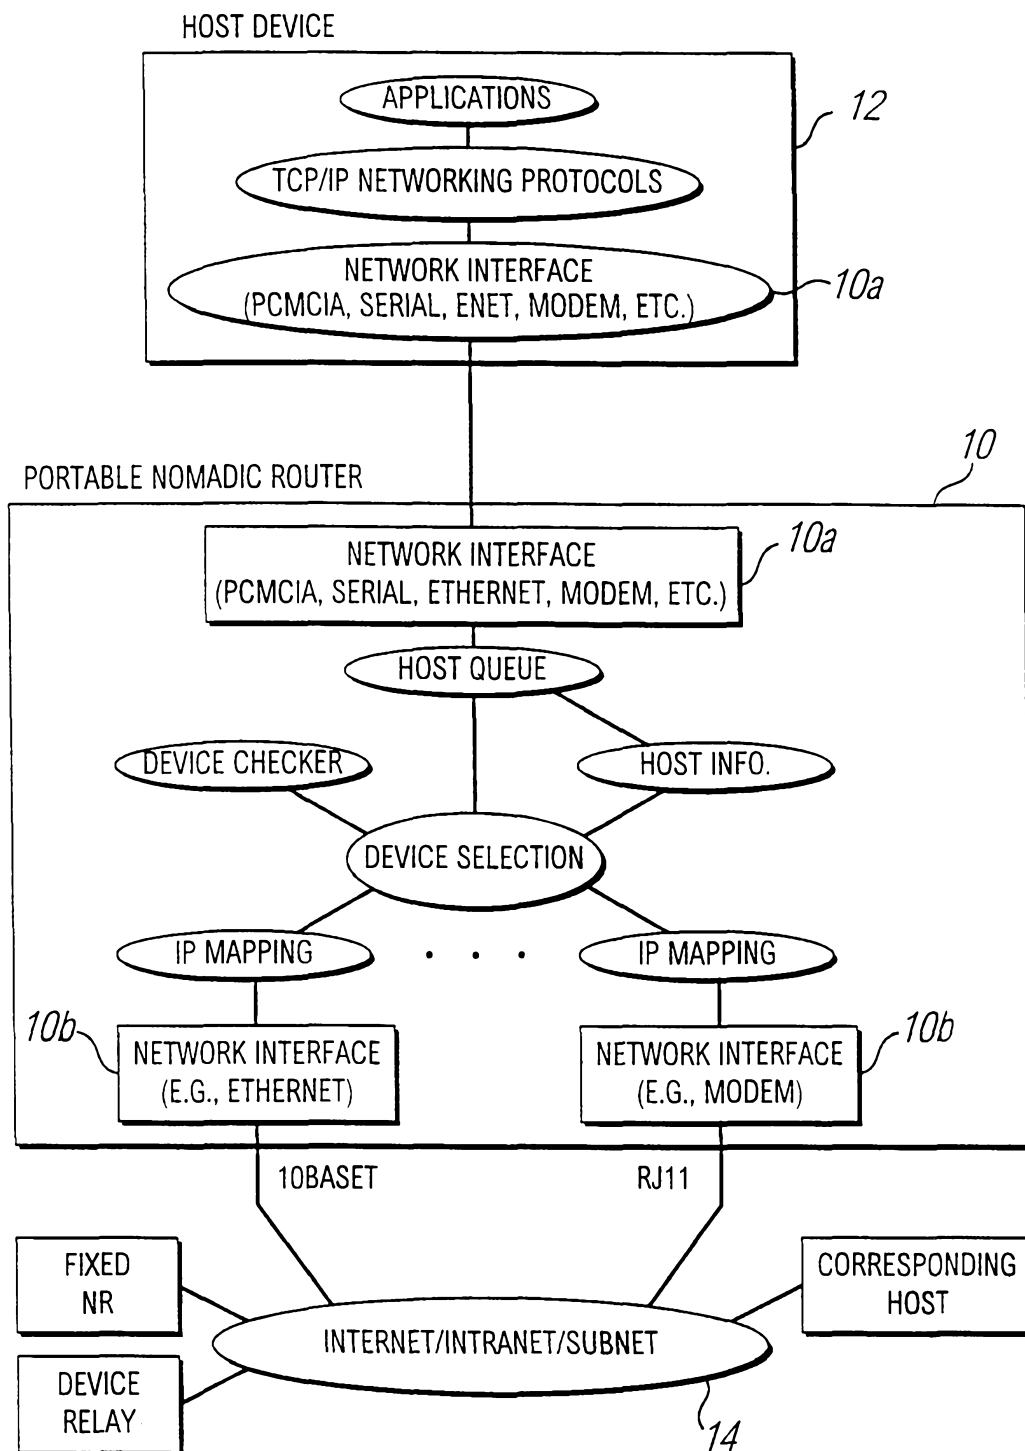 HOST DEVICE
APPLICATIONS
12
TCP/IP NETWORKING PROTOCOLS
NETWORK INTERFACE
(PCMCIA, SERIAL, ENET, MODEM, ETC.)
10a
10
PORTABLE NOMADIC ROUTER
NETWORK INTERFACE
(PCMCIA, SERIAL, ETHERNET, MODEM, ETC.)
10a
HOST QUEUE
DEVICE CHECKER
HOST INFO.
DEVICE SELECTION
IP MAPPING
. . .
IP MAPPING
10b
NETWORK INTERFACE
(E.G., ETHERNET)
NETWORK INTERFACE
(E.G., MODEM)
10b
10BASET
RJ11
FIXED
NR
CORRESPONDING
HOST
INTERNET/INTRANET/SUBNET
DEVICE
RELAY
14